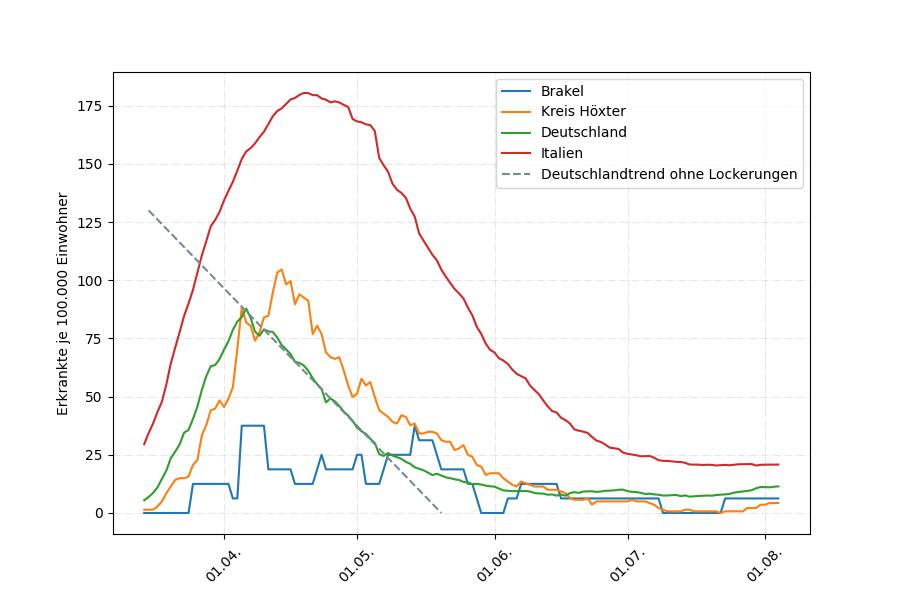 Brakel
Kreis Höxter
Deutschland
Italien
Deutschlandtrend ohne Lockerungen
Erkrankte je 100.000 Einwohner
175
150
125
100
75
50
25
0
01.04.
01.05.
01.06.
01.07.
01.08.